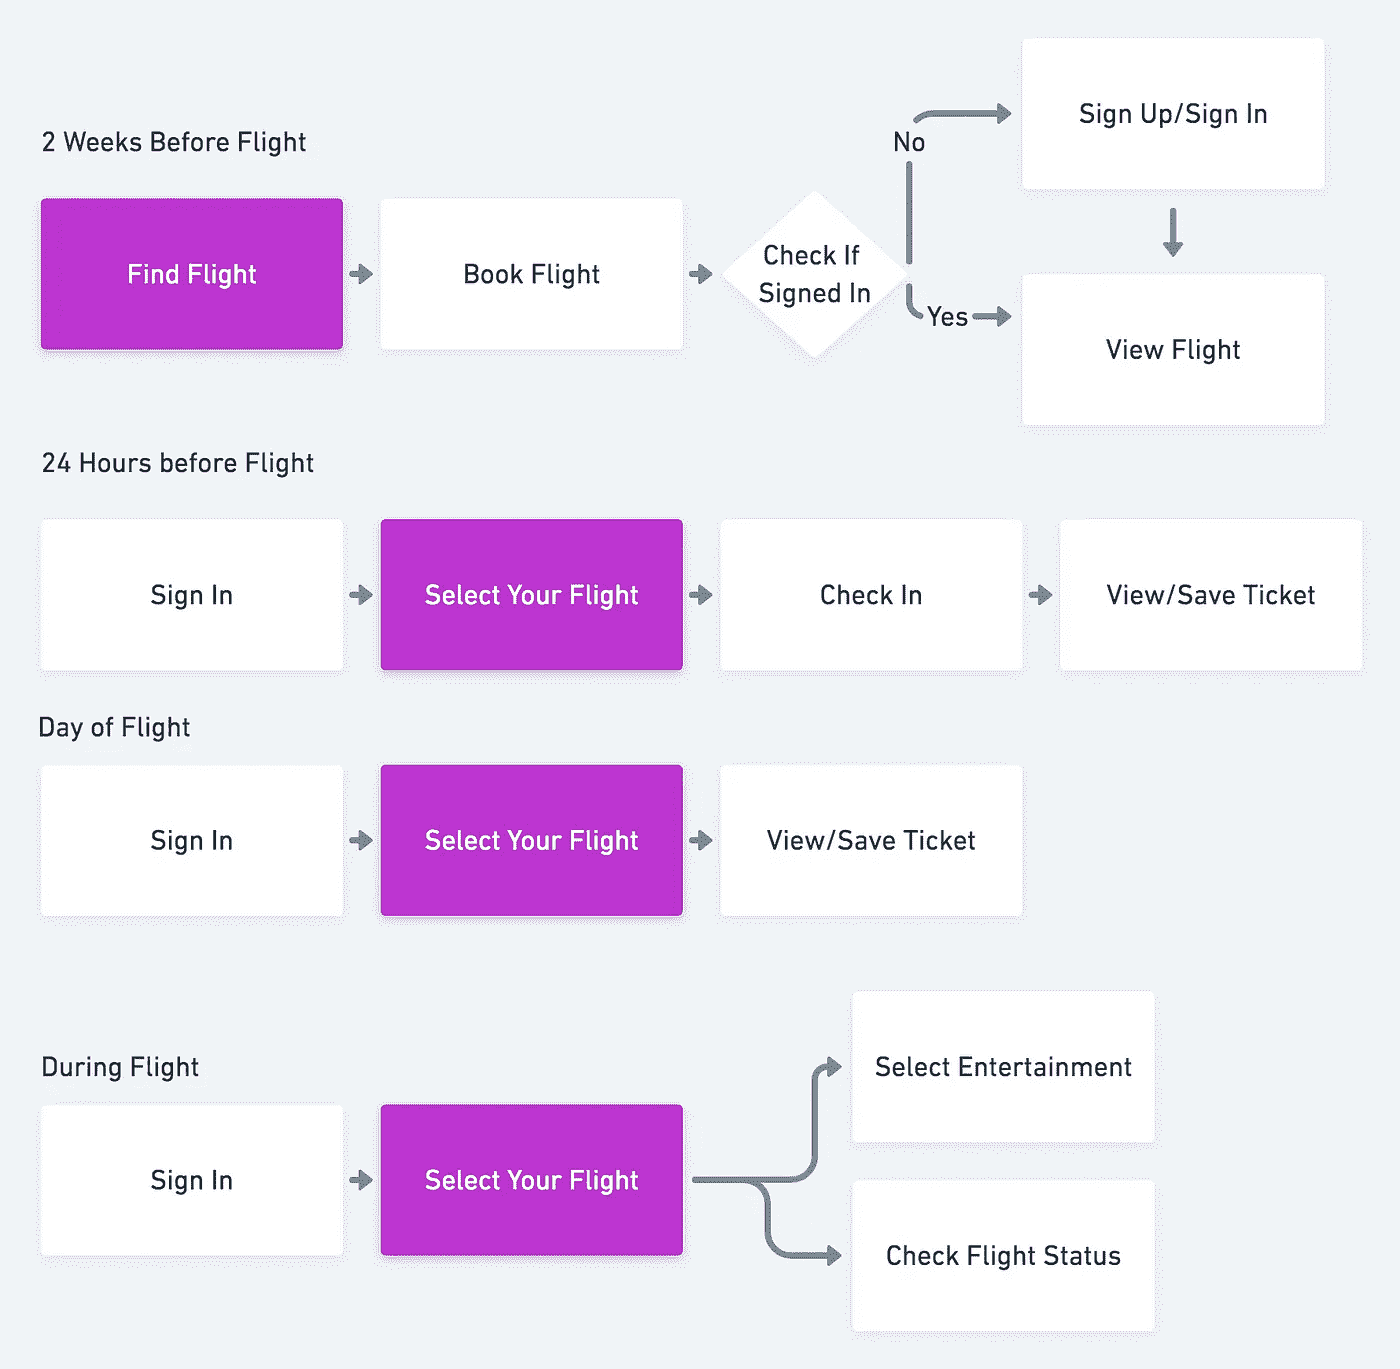 2 Weeks Before Flight
Find Flight
Book Flight
Check If
Signed In
No
Yes
Sign Up/Sign In
View Flight
24 Hours before Flight
Sign In
Select Your Flight
Check In
View/Save Ticket
Day of Flight
Sign In
Select Your Flight
View/Save Ticket
During Flight
Sign In
Select Your Flight
Select Entertainment
Check Flight Status